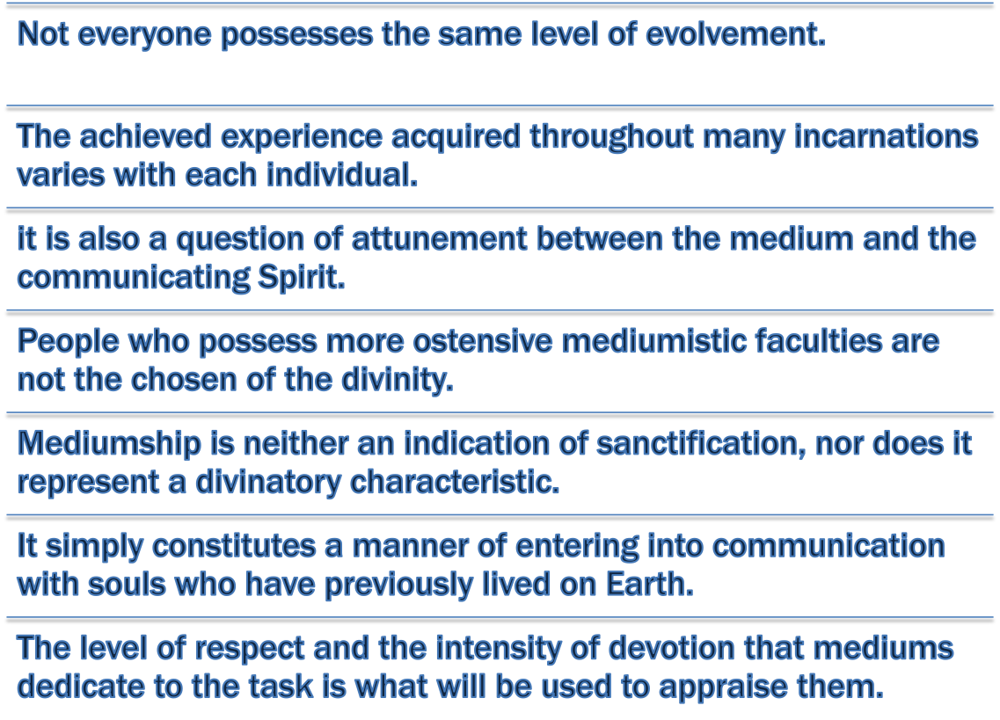 Not everyone possesses the same level of evolvement.
The achieved experience acquired throughout many incarnations
varies with each individual.
it is also a question of attunement between the medium and the
communicating Spirit.
People who possess more ostensive mediumistic faculties are
not the chosen of the divinity.
Mediumship is neither an indication of sanctification, nor does it
represent a divinatory characteristic.
It simply constitutes a manner of entering into communication
with souls who have previously lived on Earth.
The level of respect and the intensity of devotion that mediums
dedicate to the task is what will be used to appraise them.